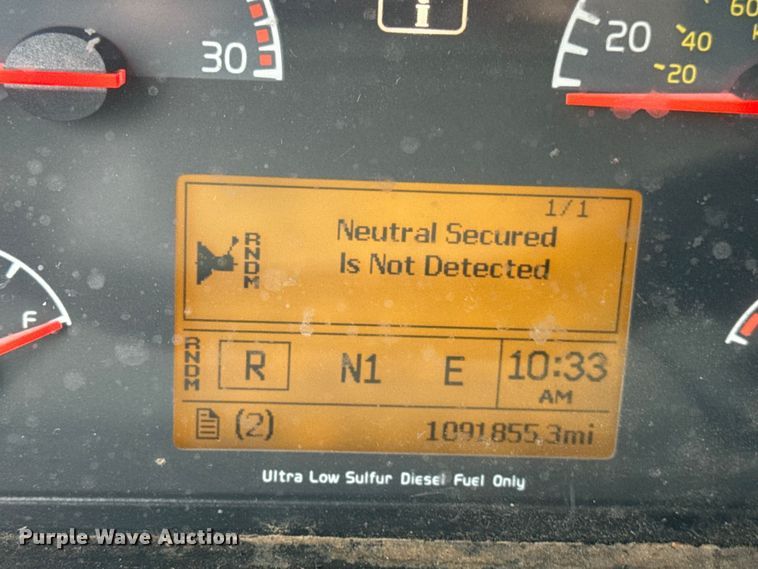 30
20
60
40
20
1/1
Neutral Secured
Is Not Detected
RNDM
RNDM
R
N1
E
10:33
AM
(2)
1091855.3mi
F
Ultra Low Sulfur Diesel Fuel Only
Purple Wave Auction